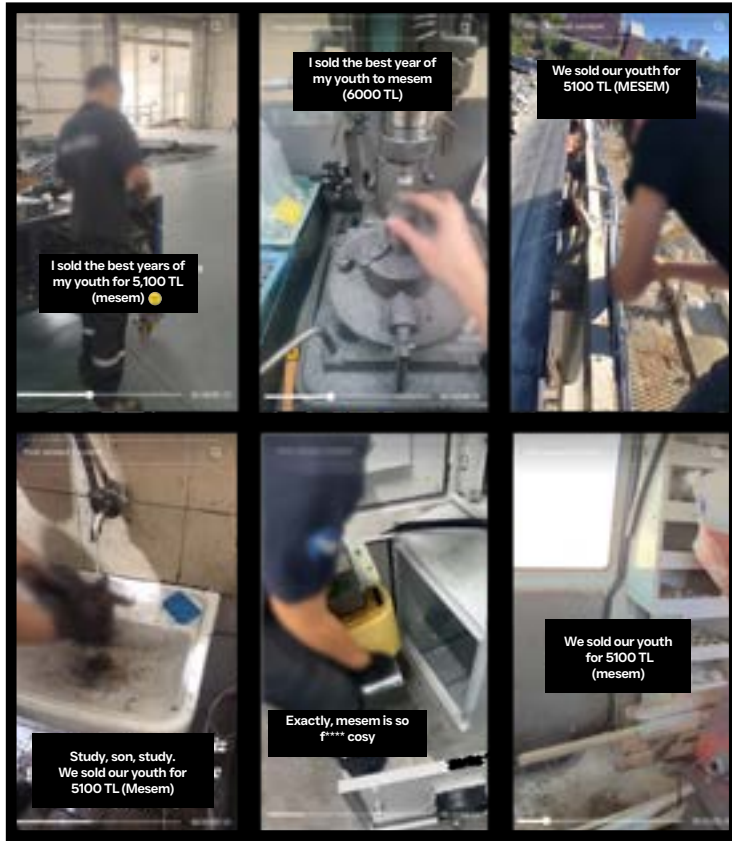 I sold the best years of
my youth for 5,100 TL
(mesem)
I sold the best year of
my youth to mesem
(6000 TL)
We sold our youth for
5100 TL (MESEM)
Study, son, study.
We sold our youth for
5100 TL (Mesem)
Exactly, mesem is so
f**** cosy
We sold our youth
for 5100 TL
(mesem)